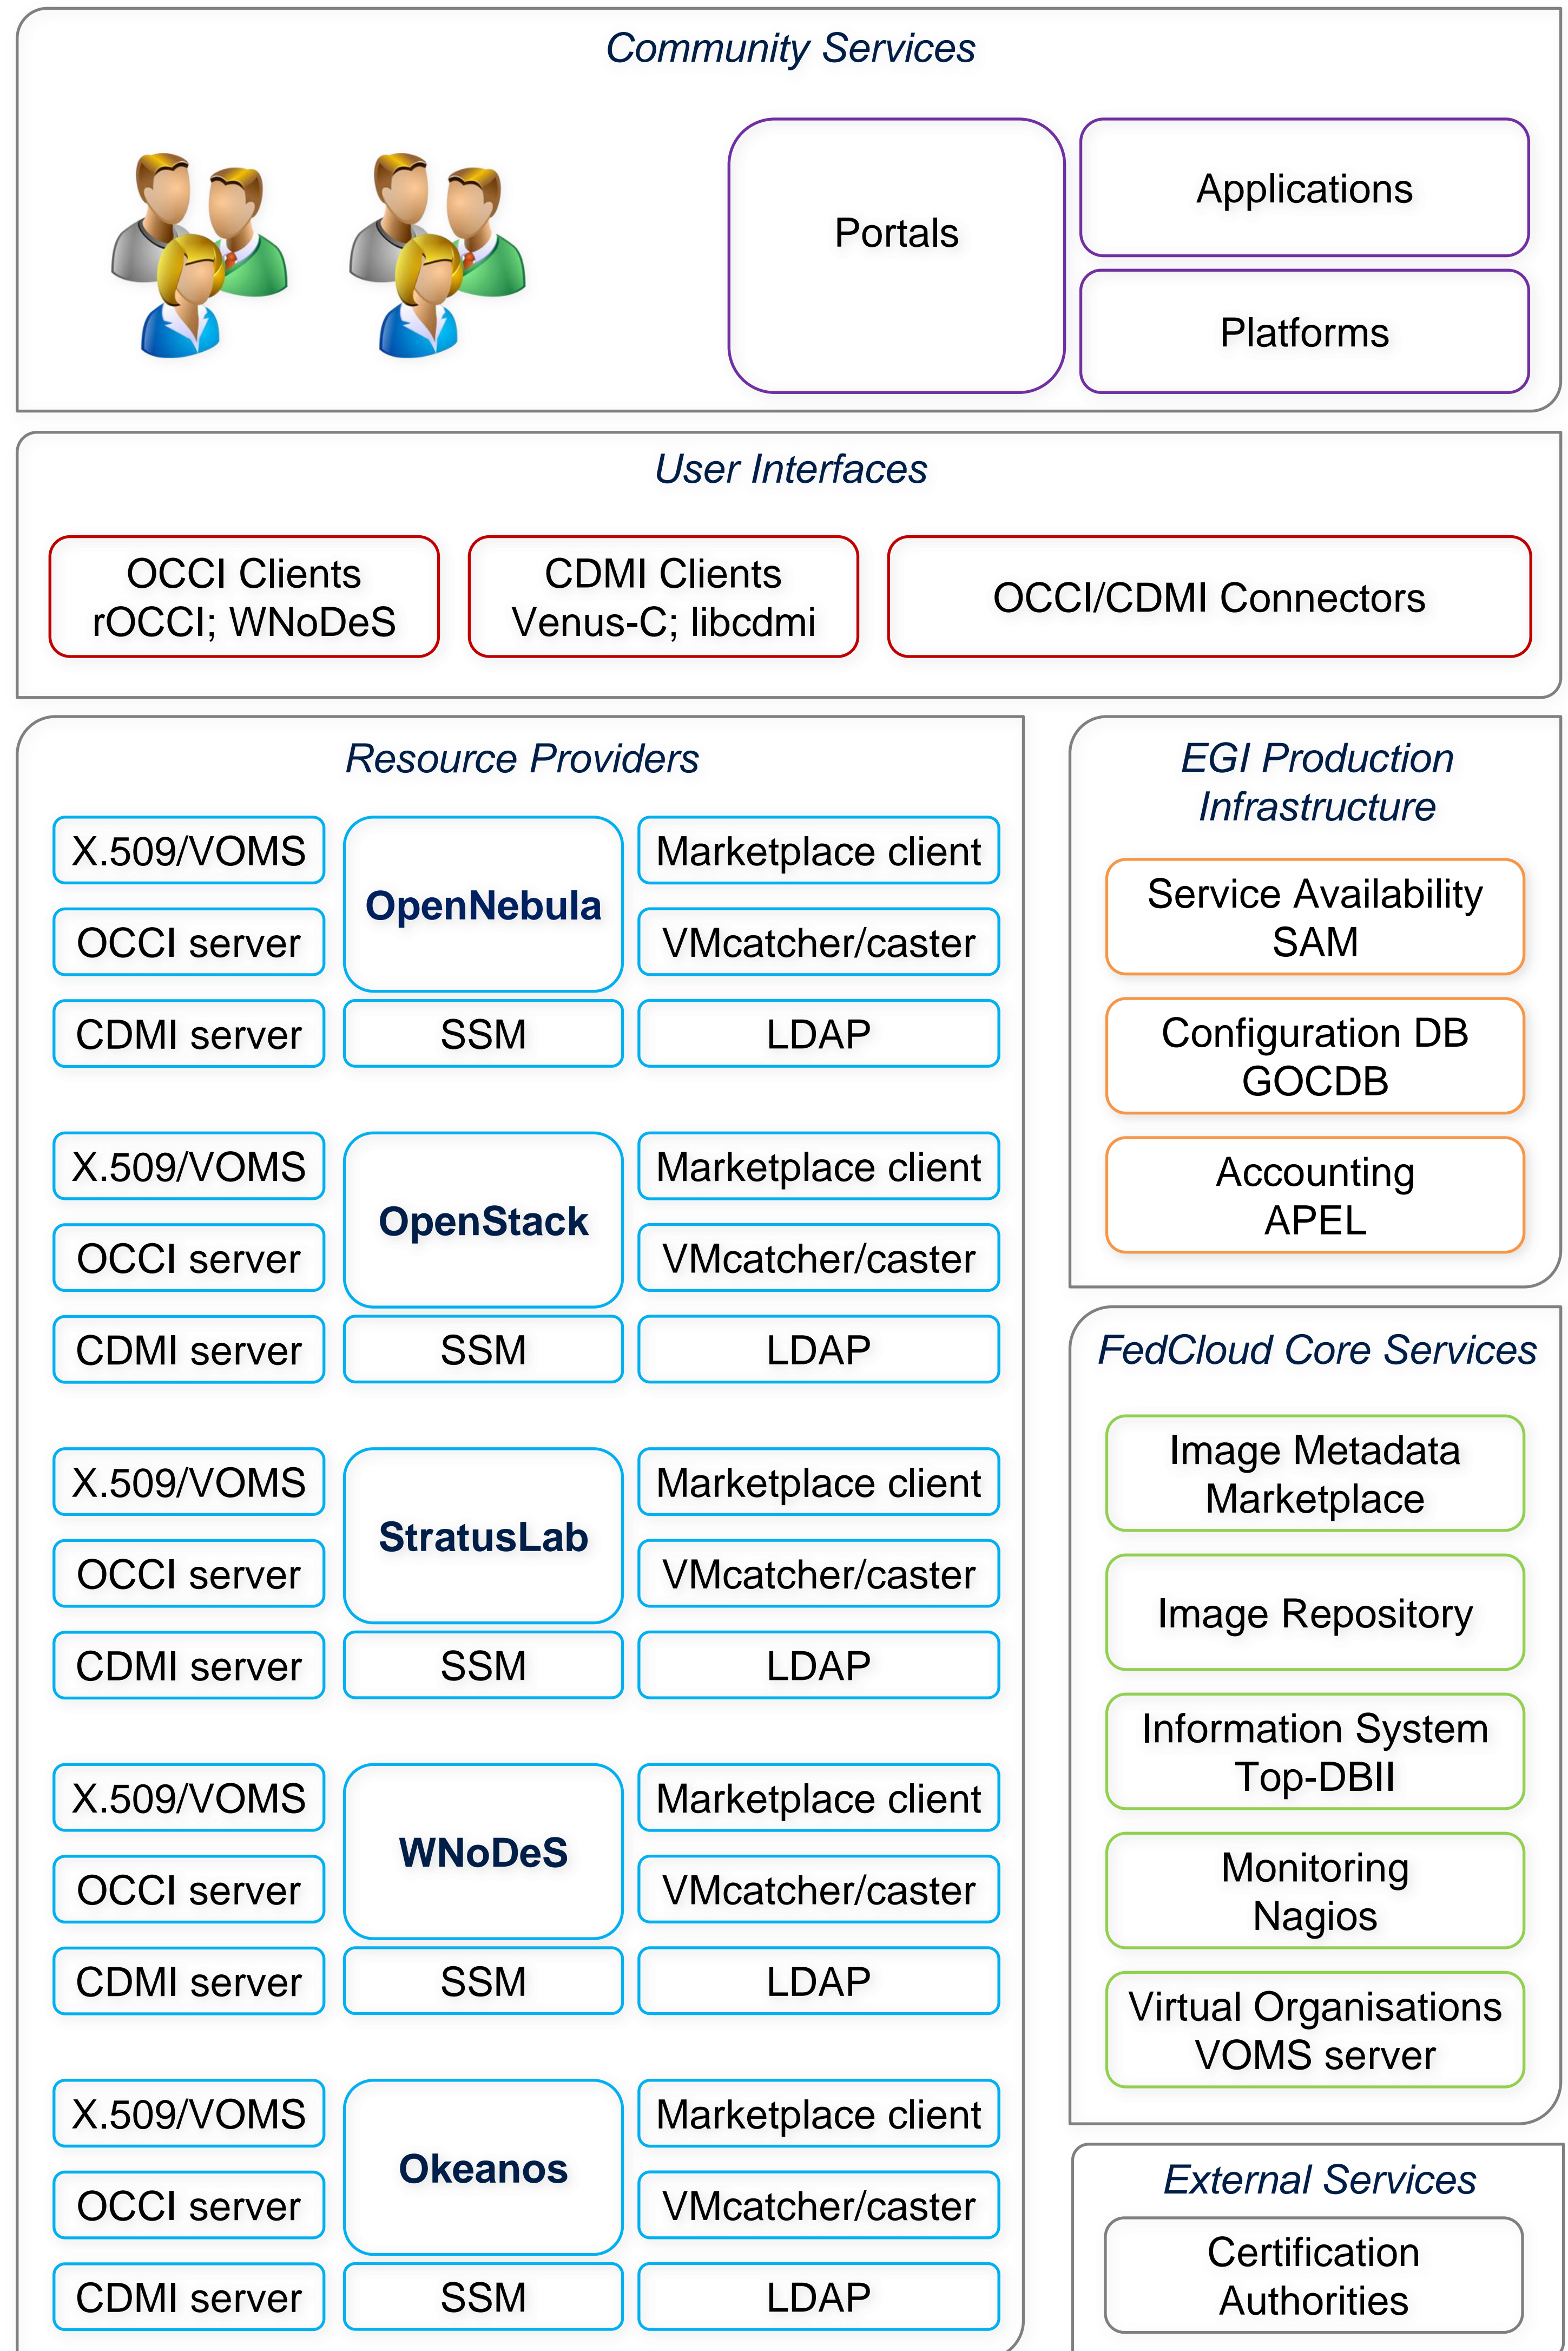 Community Services
Portals
Applications
Platforms
User Interfaces
OCCI Clients
rOCCI; WNoDeS
CDMI Clients
Venus-C; libcdmi
OCCI/CDMI Connectors
Resource Providers
X.509/VOMS
OCCI server
CDMI server
OpenNebula
SSM
Marketplace client
VMcatcher/caster
LDAP
X.509/VOMS
OCCI server
CDMI server
OpenStack
SSM
Marketplace client
VMcatcher/caster
LDAP
X.509/VOMS
OCCI server
CDMI server
StratusLab
SSM
Marketplace client
VMcatcher/caster
LDAP
X.509/VOMS
OCCI server
CDMI server
WNoDeS
SSM
Marketplace client
VMcatcher/caster
LDAP
X.509/VOMS
OCCI server
CDMI server
Okeanos
SSM
Marketplace client
VMcatcher/caster
LDAP
EGI Production
Infrastructure
Service Availability
SAM
Configuration DB
GOCDB
Accounting
APEL
FedCloud Core Services
Image Metadata
Marketplace
Image Repository
Information System
Top-DBII
Monitoring
Nagios
Virtual Organisations
VOMS server
External Services
Certification
Authorities